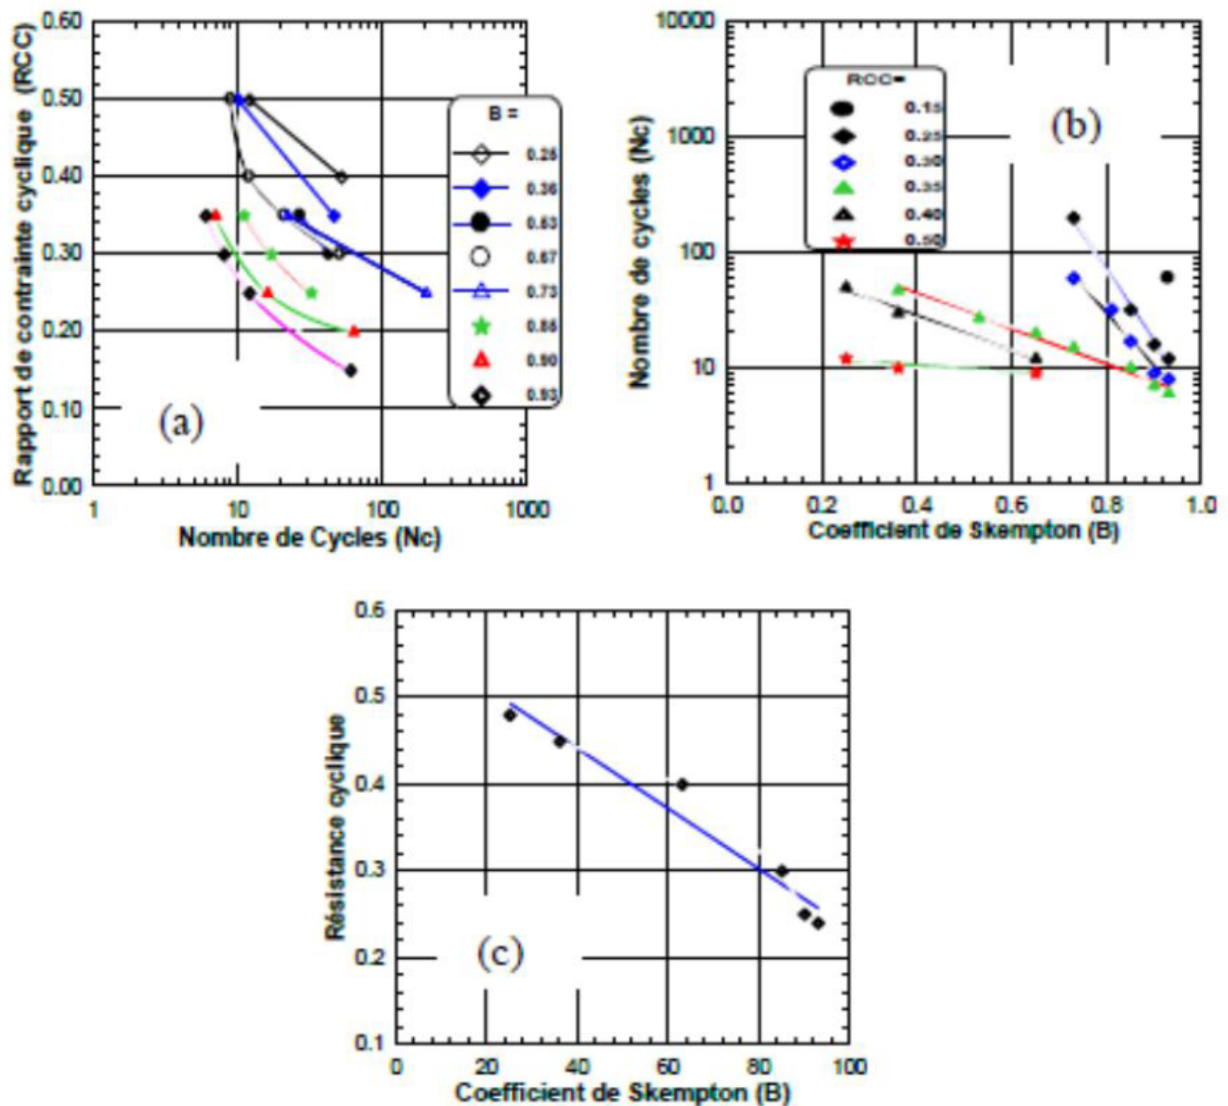 0.60
0.50
0.40
0.30
0.20
0.10
0.00
Rapport de contrainte cyclique (RCC)
1 10 100 1000
Nombre de Cycles (Nc)
(a)
B =
0.25
0.36
0.63
0.67
0.73
0.85
0.90
0.93
10000
1000
100
10
1
Nombre de cycles (Nc)
0.0 0.2 0.4 0.6 0.8 1.0
Coefficient de Skempton (B)
(b)
RCC=
0.15
0.25
0.30
0.35
0.40
0.50
0.6
0.5
0.4
0.3
0.2
0.1
Résistance cyclique
(c)
0 20 40 60 80 100
Coefficient de Skempton (B)